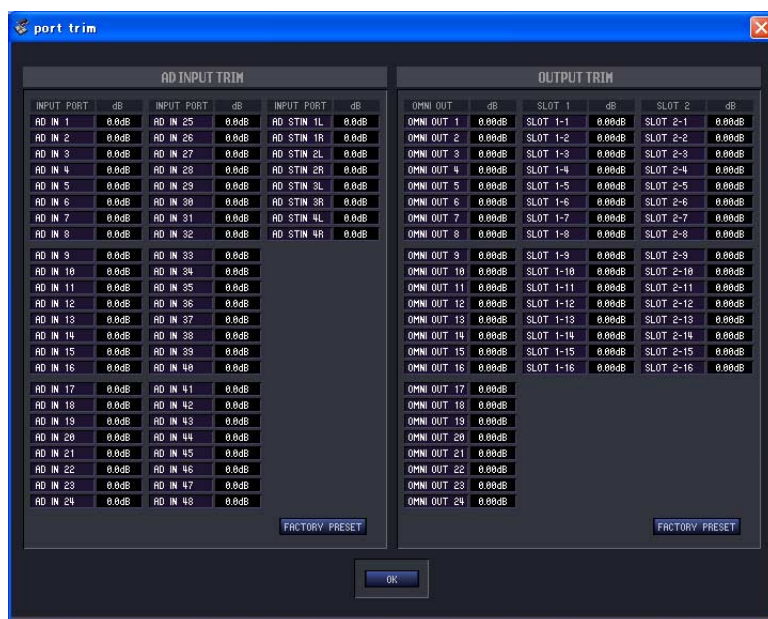 port trim
AD INPUT TRIM
INPUT PORT dB INPUT PORT dB INPUT PORT dB
AD IN 1 0.0dB AD IN 25 0.0dB AD STIN 1L 0.0dB
AD IN 2 0.0dB AD IN 26 0.0dB AD STIN 1R 0.0dB
AD IN 3 0.0dB AD IN 27 0.0dB AD STIN 2L 0.0dB
AD IN 4 0.0dB AD IN 28 0.0dB AD STIN 2R 0.0dB
AD IN 5 0.0dB AD IN 29 0.0dB AD STIN 3L 0.0dB
AD IN 6 0.0dB AD IN 30 0.0dB AD STIN 3R 0.0dB
AD IN 7 0.0dB AD IN 31 0.0dB AD STIN 4L 0.0dB
AD IN 8 0.0dB AD IN 32 0.0dB AD STIN 4R 0.0dB
AD IN 9 0.0dB AD IN 33 0.0dB
AD IN 10 0.0dB AD IN 34 0.0dB
AD IN 11 0.0dB AD IN 35 0.0dB
AD IN 12 0.0dB AD IN 36 0.0dB
AD IN 13 0.0dB AD IN 37 0.0dB
AD IN 14 0.0dB AD IN 38 0.0dB
AD IN 15 0.0dB AD IN 39 0.0dB
AD IN 16 0.0dB AD IN 40 0.0dB
AD IN 17 0.0dB AD IN 41 0.0dB
AD IN 18 0.0dB AD IN 42 0.0dB
AD IN 19 0.0dB AD IN 43 0.0dB
AD IN 20 0.0dB AD IN 44 0.0dB
AD IN 21 0.0dB AD IN 45 0.0dB
AD IN 22 0.0dB AD IN 46 0.0dB
AD IN 23 0.0dB AD IN 47 0.0dB
AD IN 24 0.0dB AD IN 48 0.0dB
FACTORY PRESET
OUTPUT TRIM
OMNI OUT dB SLOT 1 dB SLOT 2 dB
OMNI OUT 1 0.00dB SLOT 1-1 0.00dB SLOT 2-1 0.00dB
OMNI OUT 2 0.00dB SLOT 1-2 0.00dB SLOT 2-2 0.00dB
OMNI OUT 3 0.00dB SLOT 1-3 0.00dB SLOT 2-3 0.00dB
OMNI OUT 4 0.00dB SLOT 1-4 0.00dB SLOT 2-4 0.00dB
OMNI OUT 5 0.00dB SLOT 1-5 0.00dB SLOT 2-5 0.00dB
OMNI OUT 6 0.00dB SLOT 1-6 0.00dB SLOT 2-6 0.00dB
OMNI OUT 7 0.00dB SLOT 1-7 0.00dB SLOT 2-7 0.00dB
OMNI OUT 8 0.00dB SLOT 1-8 0.00dB SLOT 2-8 0.00dB
OMNI OUT 9 0.00dB SLOT 1-9 0.00dB SLOT 2-9 0.00dB
OMNI OUT 10 0.00dB SLOT 1-10 0.00dB SLOT 2-10 0.00dB
OMNI OUT 11 0.00dB SLOT 1-11 0.00dB SLOT 2-11 0.00dB
OMNI OUT 12 0.00dB SLOT 1-12 0.00dB SLOT 2-12 0.00dB
OMNI OUT 13 0.00dB SLOT 1-13 0.00dB SLOT 2-13 0.00dB
OMNI OUT 14 0.00dB SLOT 1-14 0.00dB SLOT 2-14 0.00dB
OMNI OUT 15 0.00dB SLOT 1-15 0.00dB SLOT 2-15 0.00dB
OMNI OUT 16 0.00dB SLOT 1-16 0.00dB SLOT 2-16 0.00dB
OMNI OUT 17 0.00dB
OMNI OUT 18 0.00dB
OMNI OUT 19 0.00dB
OMNI OUT 20 0.00dB
OMNI OUT 21 0.00dB
OMNI OUT 22 0.00dB
OMNI OUT 23 0.00dB
OMNI OUT 24 0.00dB
FACTORY PRESET
OK